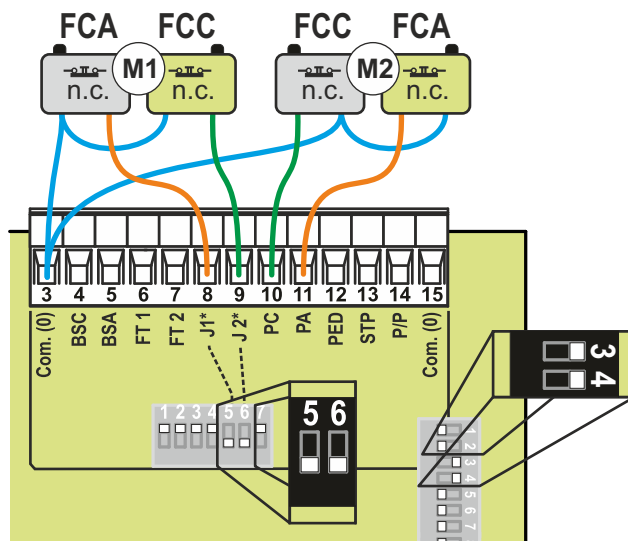 FCA FCC FCC FCA
M1 M2
n.c. n.c. n.c. n.c.
3 4 5 6 7 8 9 10 11 12 13 14 15
Com. (0) BSC BSA FT 1 FT 2 J1* J 2* PC PA PED STP P/P Com. (0)
3 4
1 2 3 4 5 6 7
5 6
1 2 3 4 5 6 7